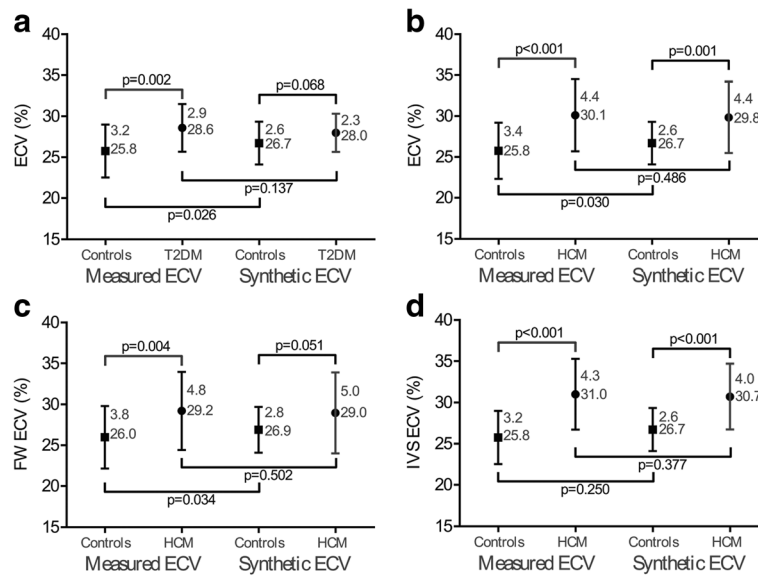 a
ECV (%)
40
35
30
25
20
15
p=0.002
p=0.068
3.2
25.8
2.9
28.6
2.6
26.7
2.3
28.0
p=0.137
p=0.026
Controls T2DM Controls T2DM
Measured ECV Synthetic ECV
b
ECV (%)
40
35
30
25
20
15
p<0.001
p=0.001
3.4
25.8
4.4
30.1
2.6
26.7
4.4
29.8
p=0.486
p=0.030
Controls HCM Controls HCM
Measured ECV Synthetic ECV
c
FW ECV (%)
40
35
30
25
20
15
p=0.004
p=0.051
3.8
26.0
4.8
29.2
2.8
26.9
5.0
29.0
p=0.502
p=0.034
Controls HCM Controls HCM
Measured ECV Synthetic ECV
d
IVS ECV (%)
40
35
30
25
20
15
p<0.001
p<0.001
3.2
25.8
4.3
31.0
2.6
26.7
4.0
30.7
p=0.377
p=0.250
Controls HCM Controls HCM
Measured ECV Synthetic ECV